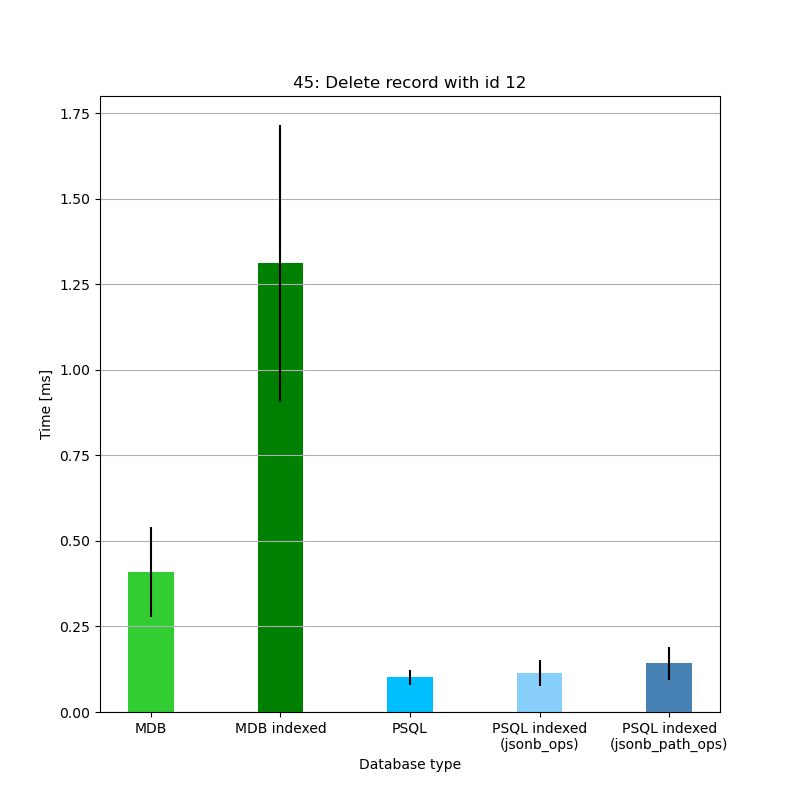 45: Delete record with id 12
1.75
1.50
1.25
1.00
0.75
0.50
0.25
0.00
Time [ms]
MDB
MDB indexed
PSQL
PSQL indexed
(jsonb_ops)
PSQL indexed
(jsonb_path_ops)
Database type